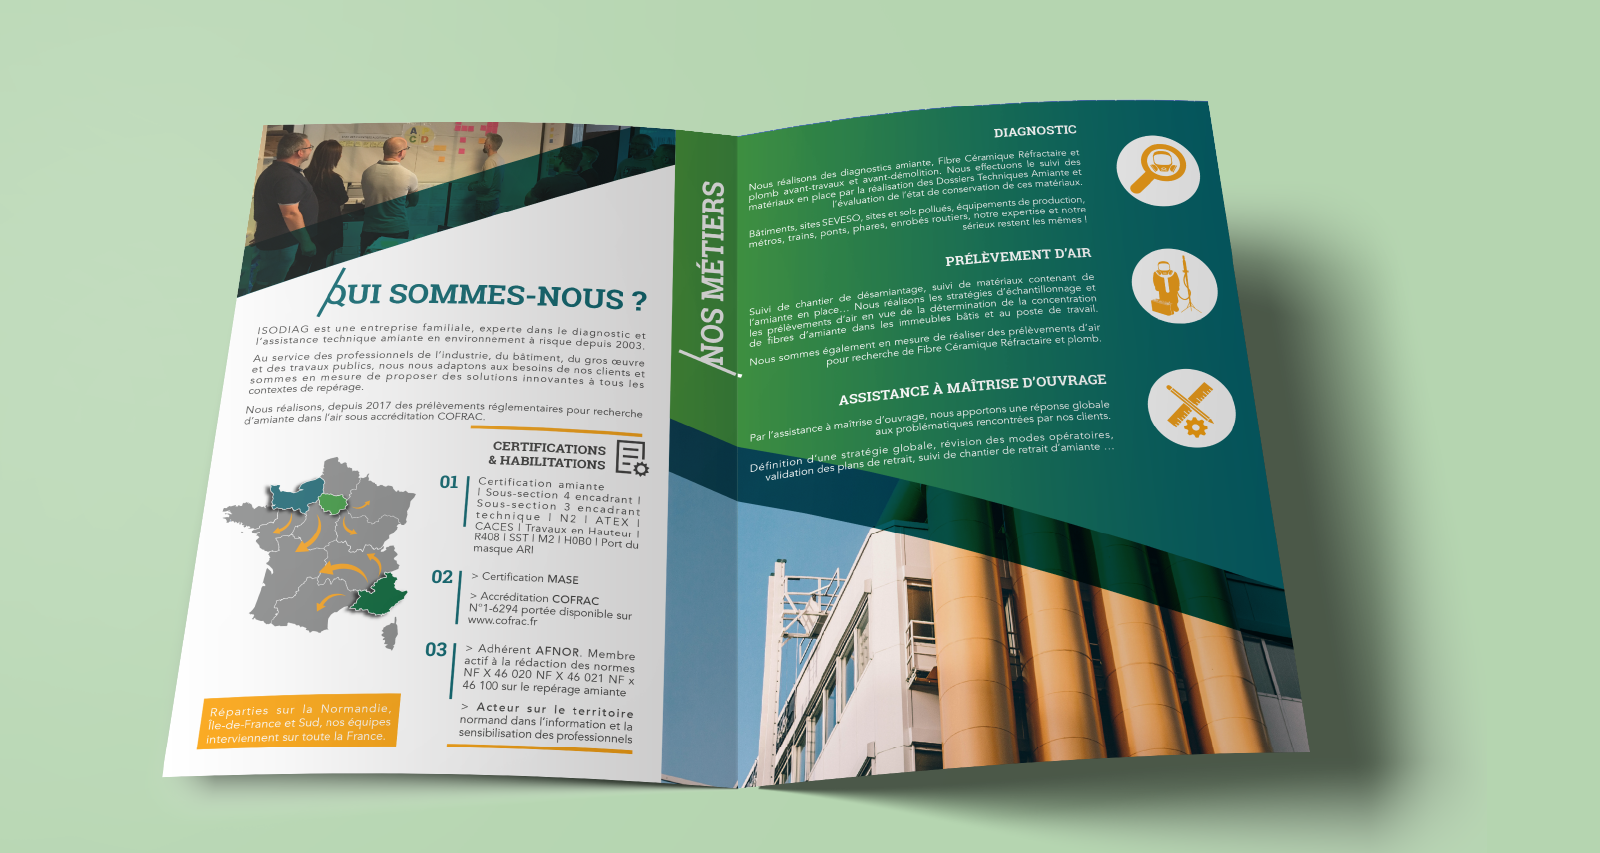 QUI SOMMES-NOUS ?
ISODIAG est une entreprise familiale, experte dans le diagnostic et
l'assistance technique amiante en environnement à risque depuis 2003.
Au service des professionnels de l'industrie, du bâtiment, du gros œuvre
et des travaux publics, nous nous adaptons aux besoins de nos clients et
sommes en mesure de proposer des solutions innovantes à tous les
contextes de repérage.
Nous réalisons, depuis 2017 des prélèvements réglementaires pour recherche
d'amiante dans l'air sous accréditation COFRAC.
CERTIFICATIONS
& HABILITATIONS
01
Certification amiante
| Sous-section 4 encadrant |
Sous-section 3 encadrant
technique | N2 | ATEX |
CACES | Travaux en Hauteur |
R408 | SST | M2 | H0B0 | Port du
masque ARI
02
> Certification MASE
> Accréditation COFRAC
N°1-6294 portée disponible sur
www.cofrac.fr
03
> Adhérent AFNOR. Membre
actif à la rédaction des normes
NF X 46 020 NF X 46 021 NF x
46 100 sur le repérage amiante
> Acteur sur le territoire
normand dans l'information et la
sensibilisation des professionnels
Réparties sur la Normandie,
Île-de-France et Sud, nos équipes
interviennent sur toute la France.
NOS MÉTIERS
DIAGNOSTIC
Nous réalisons des diagnostics amiante, Fibre Céramique Réfractaire et
plomb avant-travaux et avant-démolition. Nous effectuons le suivi des
matériaux en place par la réalisation des Dossiers Techniques Amiante et
l'évaluation de l'état de conservation de ces matériaux.
Bâtiments, sites SEVESO, sites et sols pollués, équipements de production,
métros, trains, ponts, phares, enrobés routiers, notre expertise et notre
sérieux restent les mêmes !
PRÉLÈVEMENT D'AIR
Suivi de chantier de désamiantage, suivi de matériaux contenant de
l'amiante en place... Nous réalisons les stratégies d'échantillonnage et
les prélèvements d'air en vue de la détermination de la concentration
de fibres d'amiante dans les immeubles bâtis et au poste de travail.
Nous sommes également en mesure de réaliser des prélèvements d'air
pour recherche de Fibre Céramique Réfractaire et plomb.
ASSISTANCE À MAÎTRISE D'OUVRAGE
Par l'assistance à maîtrise d'ouvrage, nous apportons une réponse globale
aux problématiques rencontrées par nos clients.
Définition d'une stratégie globale, révision des modes opératoires,
validation des plans de retrait, suivi de chantier de retrait d'amiante ...